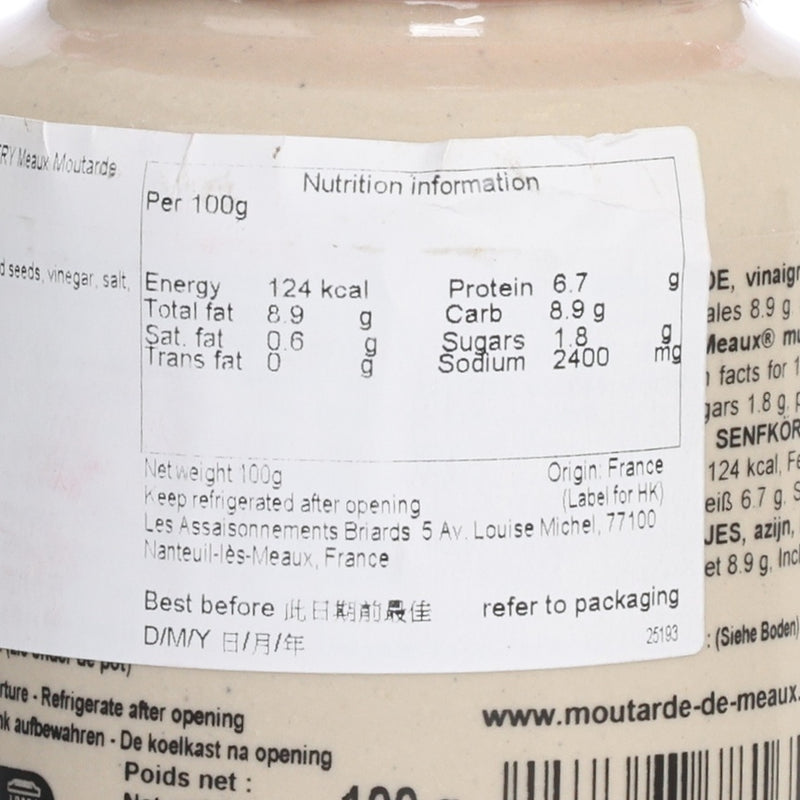 RY Meaux Moutarde
Nutrition information
Per 100g
d seeds, vinegar, salt,
Energy 124 kcal Protein 6.7 g
Total fat 8.9 g Carb 8.9 g
Sat. fat 0.6 g Sugars 1.8 g
Trans fat 0 g Sodium 2400 mg
Net weight 100g Origin: France
Keep refrigerated after opening (Label for HK)
Les Assaisonnements Briards 5 Av. Louise Michel, 77100
Nanteuil-lès-Meaux, France
Best before 此日期前最佳 refer to packaging
D/M/Y 日/月/年 25193
DE, vinaigr
ales 8.9 g.
Meaux® mu
facts for 1
gars 1.8 g, p
SENFKÖR
124 kcal, Fe
eiß 6.7 g, S
JES, azijn,
et 8.9 g, Incl
: (Siehe Boden)
rture - Refrigerate after opening
nk aufbewahren - De koelkast na opening
www.moutarde-de-meaux.
Poids net :
100 g